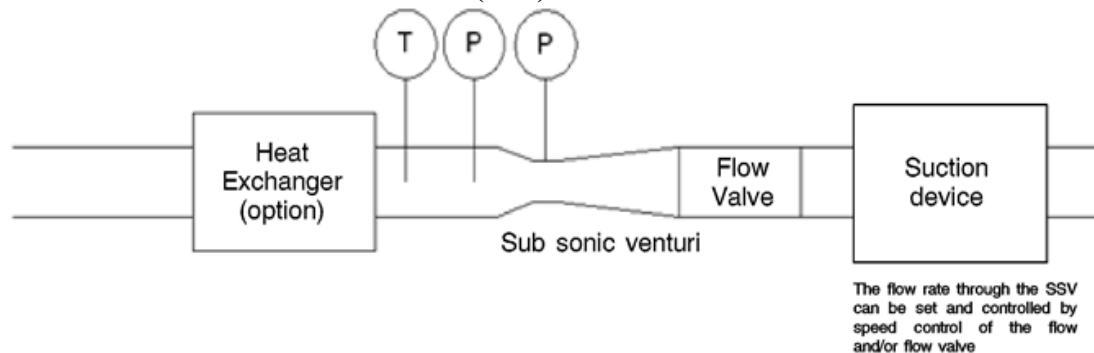 T P P
Heat
Exchanger
(option)
Flow
Valve
Suction
device
Sub sonic venturi
The flow rate through the SSV
can be set and controlled by
speed control of the flow
and/or flow valve